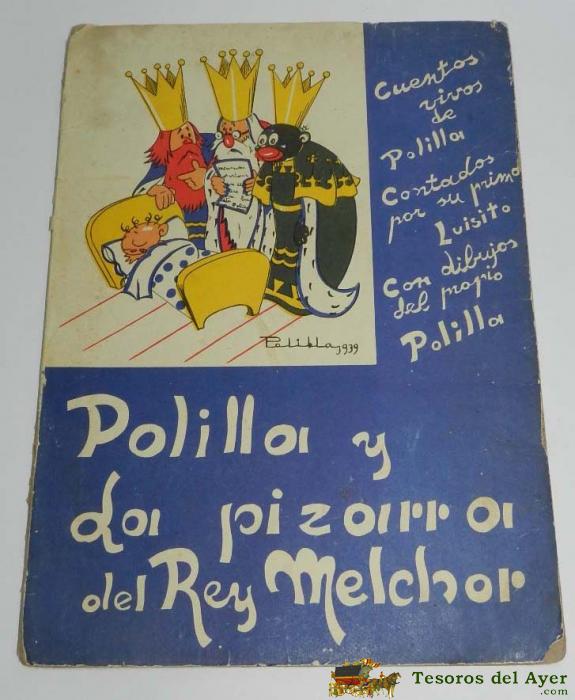 Cuentos
vivos
de
Polilla
Contados
por su primo
Luisito
Con dibujos
del propio
Polilla
Polilla, 1939
Polilla y
La pizarra
del Rey Melchor
Tesoros del Ayer
.com